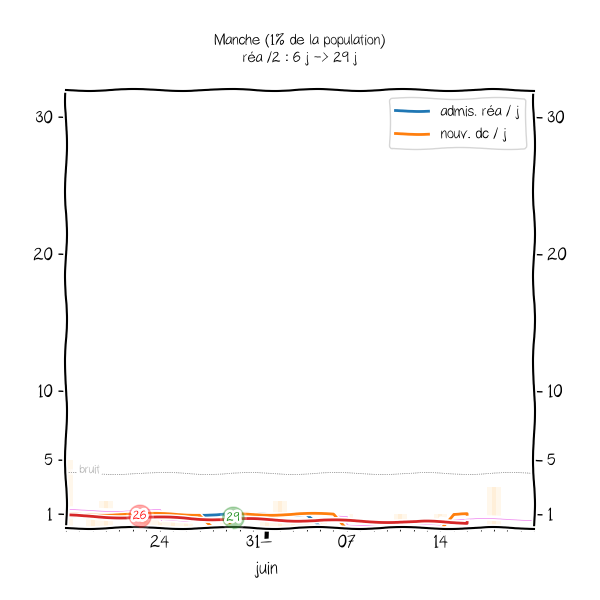 Manche (1% de la population)
réa /2 : 6 j -> 29 j
admis. réa / j
nouv. dc / j
30
30
20
20
10
10
5
5
bruit
1
1
26
29
24
31
07
14
juin